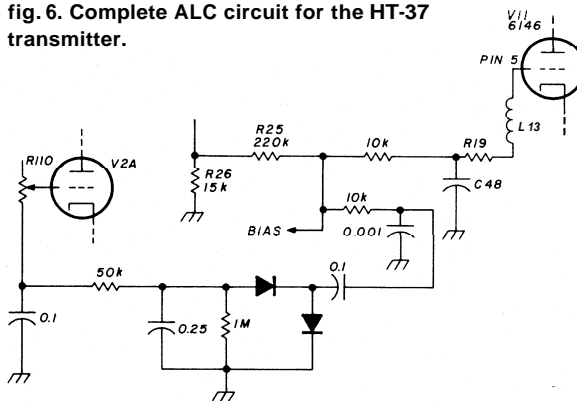 fig. 6. Complete ALC circuit for the HT-37
transmitter.
V11
6146
PIN 5
L13
R25
220k
10k
R19
R110
V2A
R26
15k
10k
C48
BIAS
0.001
50k
0.1
0.1
0.25
1M